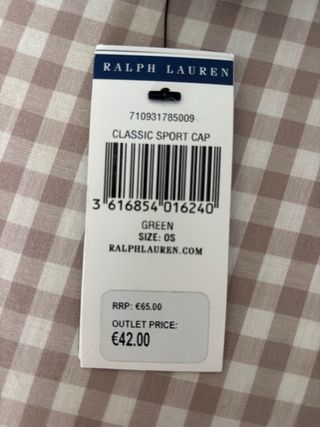 RALPH LAUREN
710931785009
CLASSIC SPORT CAP
3 616854 016240
GREEN
SIZE: OS
RALPHLAUREN.COM
RRP: €65.00
OUTLET PRICE:
€42.00